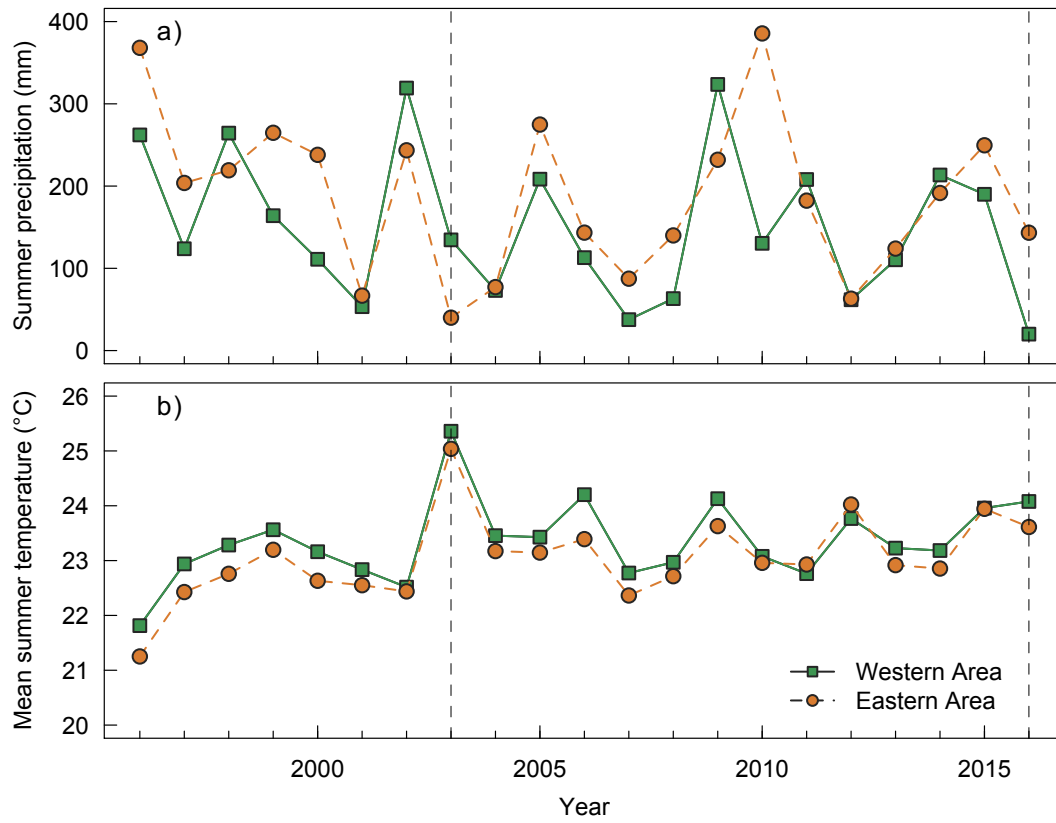 a)
Summer precipitation (mm)
400
300
200
100
0
b)
Mean summer temperature (°C)
26
25
24
23
22
21
20
Western Area
Eastern Area
2000 2005 2010 2015
Year